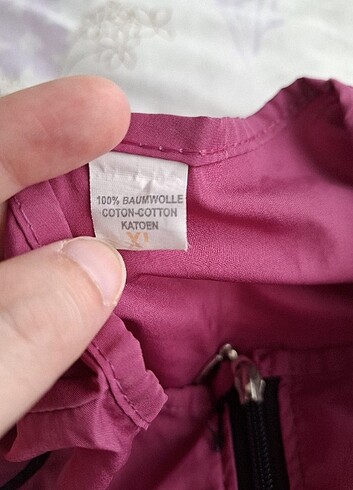 100% BAUMWOLLE
COTON-COTTON
KATOEN
XL